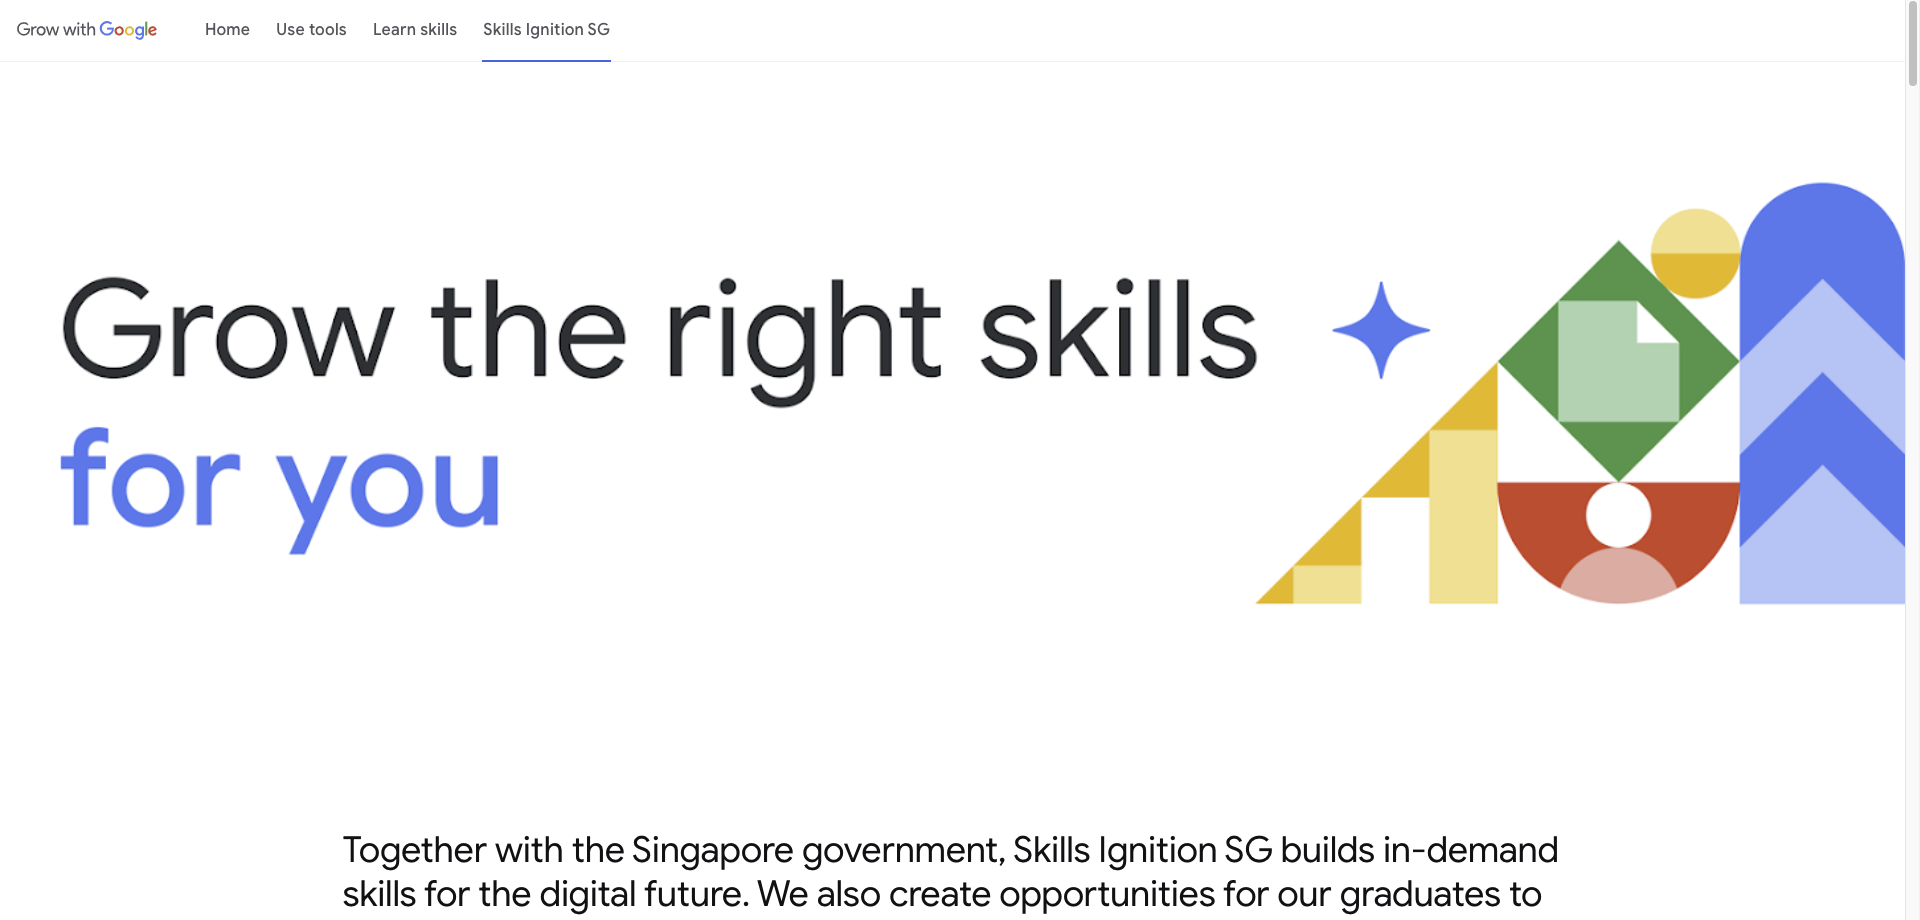 Grow with Google Home Use tools Learn skills Skills Ignition SG
Grow the right skills
for you
Together with the Singapore government, Skills Ignition SG builds in-demand
skills for the digital future. We also create opportunities for our graduates to